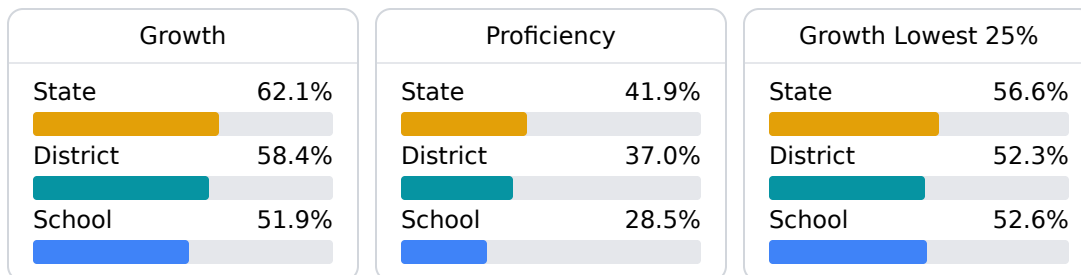 Growth
State 62.1%
District 58.4%
School 51.9%
Proficiency
State 41.9%
District 37.0%
School 28.5%
Growth Lowest 25%
State 56.6%
District 52.3%
School 52.6%